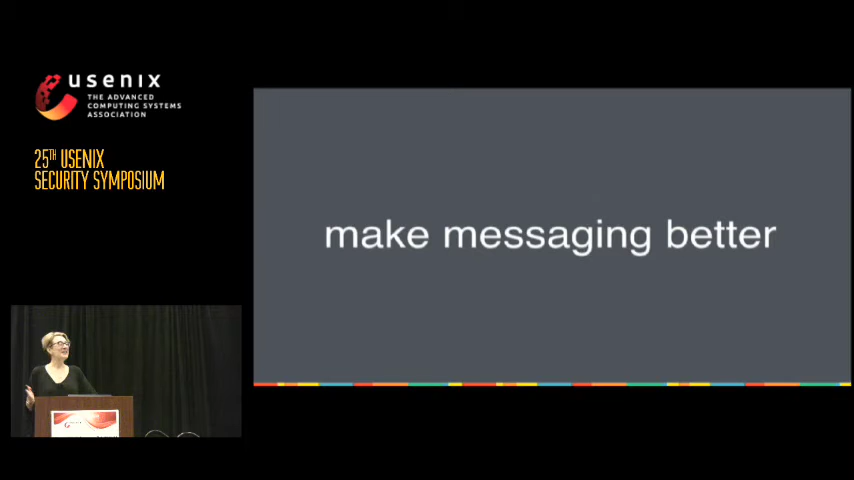 usenix
THE ADVANCED
COMPUTING SYSTEMS
ASSOCIATION
25TH USENIX
SECURITY SYMPOSIUM
make messaging better